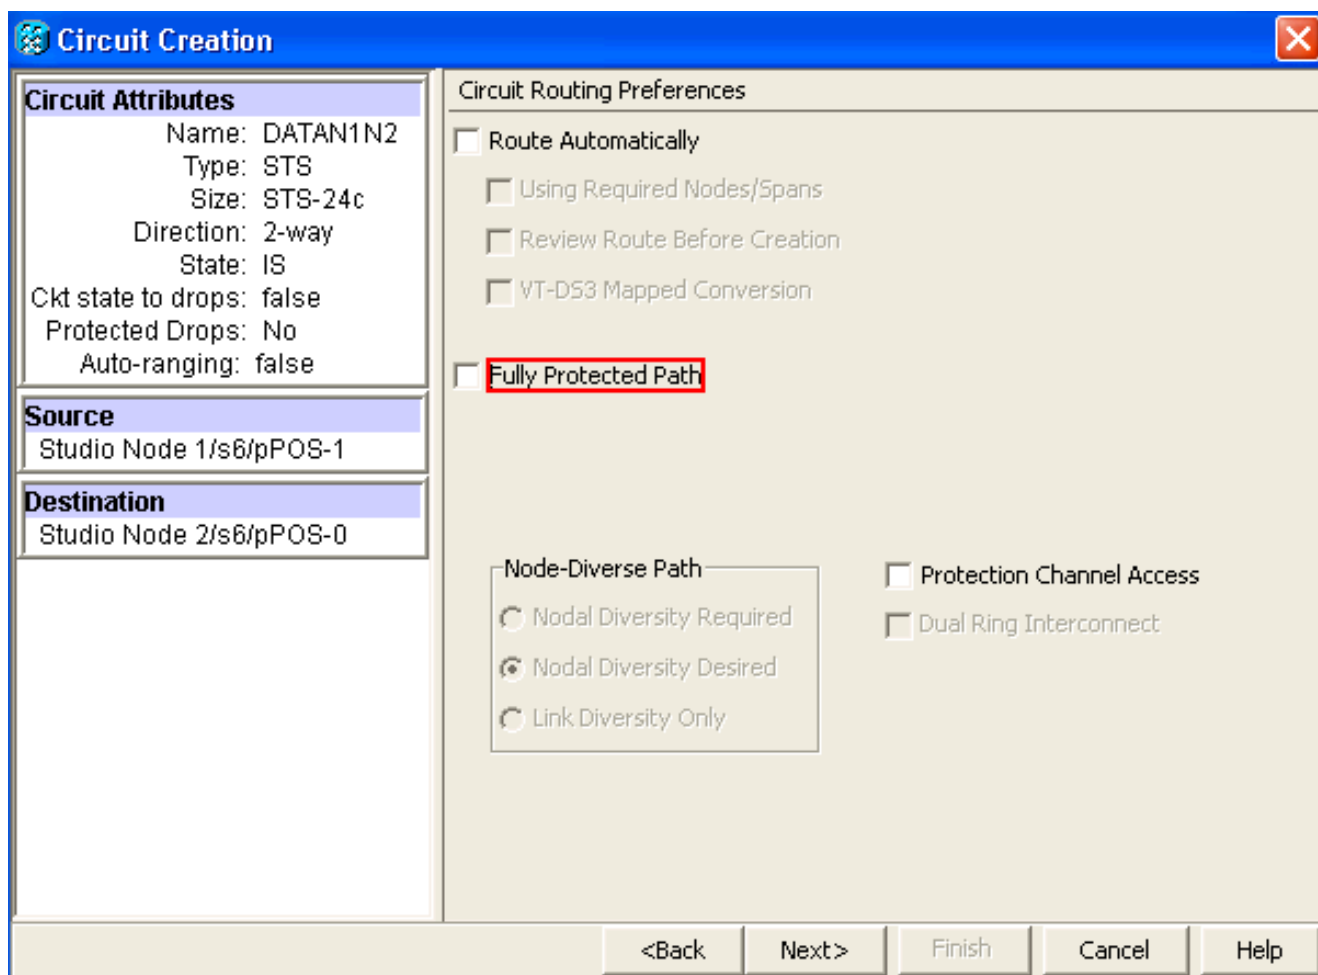 Circuit Creation
Circuit Attributes
Name: DATAN1N2
Type: STS
Size: STS-24c
Direction: 2-way
State: IS
Ckt state to drops: false
Protected Drops: No
Auto-ranging: false
Source
Studio Node 1/s6/pPOS-1
Destination
Studio Node 2/s6/pPOS-0
Circuit Routing Preferences
Route Automatically
Using Required Nodes/Spans
Review Route Before Creation
VT-DS3 Mapped Conversion
Fully Protected Path
Node-Diverse Path
Nodal Diversity Required
Nodal Diversity Desired
Link Diversity Only
Protection Channel Access
Dual Ring Interconnect
<Back Next> Finish Cancel Help